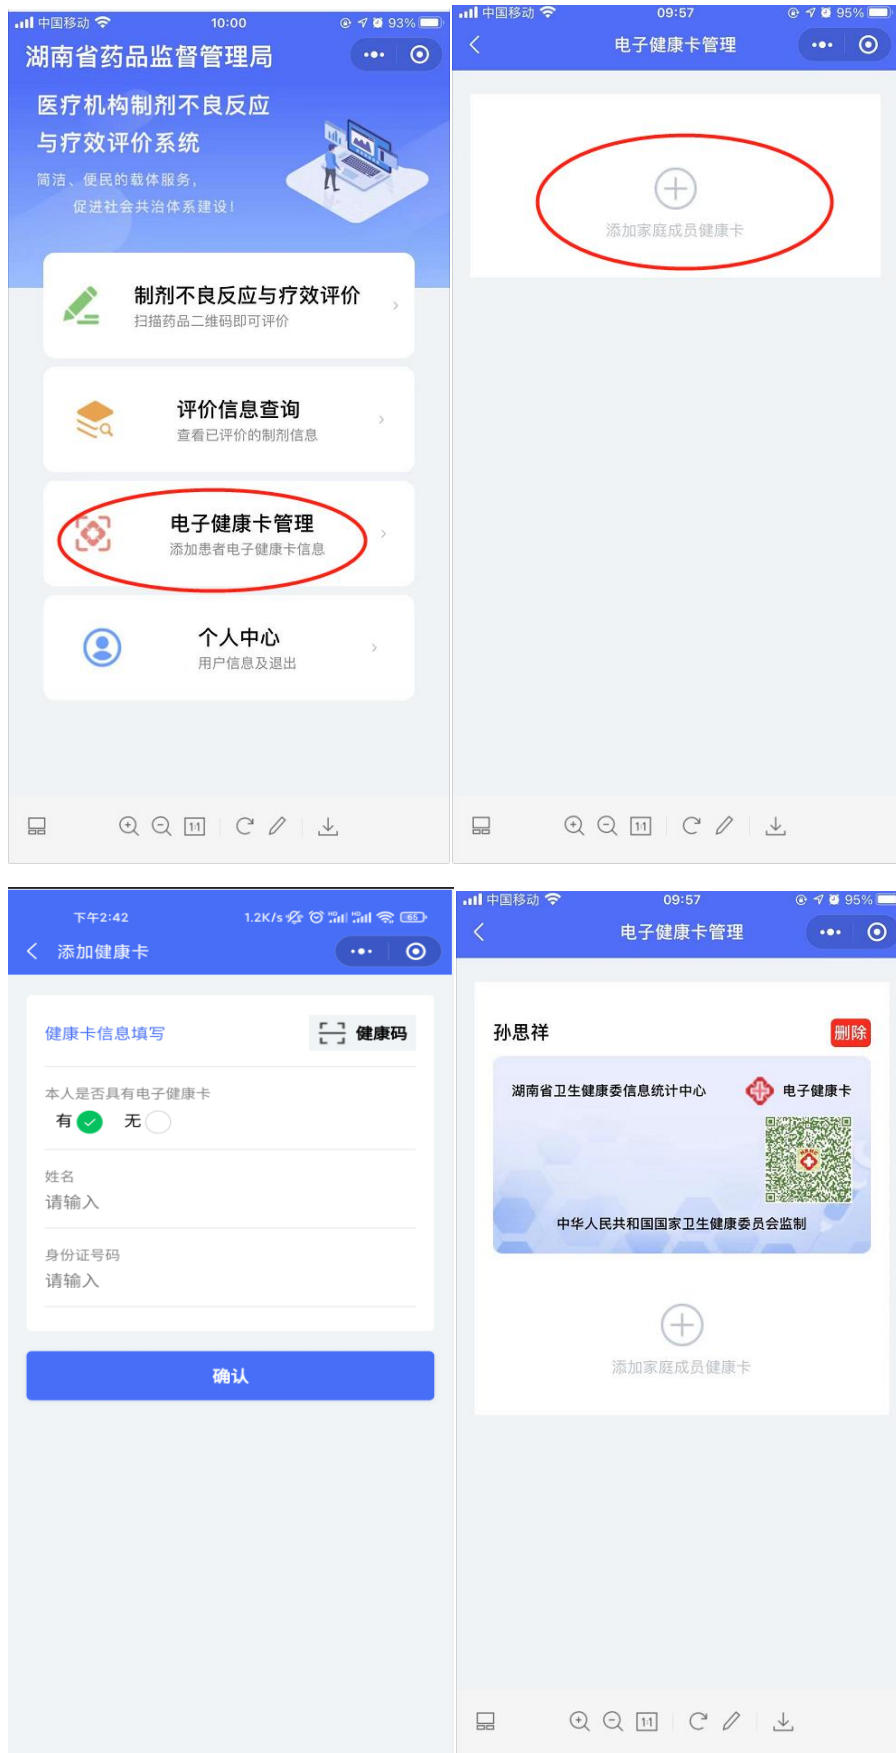 中国移动 10:00 93%
湖南省药品监督管理局
医疗机构制剂不良反应
与疗效评价系统
简洁、便民的载体服务，
促进社会共治体系建设！
制剂不良反应与疗效评价
扫描药品二维码即可评价
评价信息查询
查看已评价的制剂信息
电子健康卡管理
添加患者电子健康卡信息
个人中心
用户信息及退出
1:1
中国移动 09:57 95%
电子健康卡管理
添加家庭成员健康卡
1:1
下午2:42 1.2K/s HD HD 65
添加健康卡
健康卡信息填写 健康码
本人是否具有电子健康卡
有 无
姓名
请输入
身份证号码
请输入
确认
中国移动 09:57 95%
电子健康卡管理
孙思祥 删除
湖南省卫生健康委信息统计中心 电子健康卡
中华人民共和国国家卫生健康委员会监制
添加家庭成员健康卡
1:1